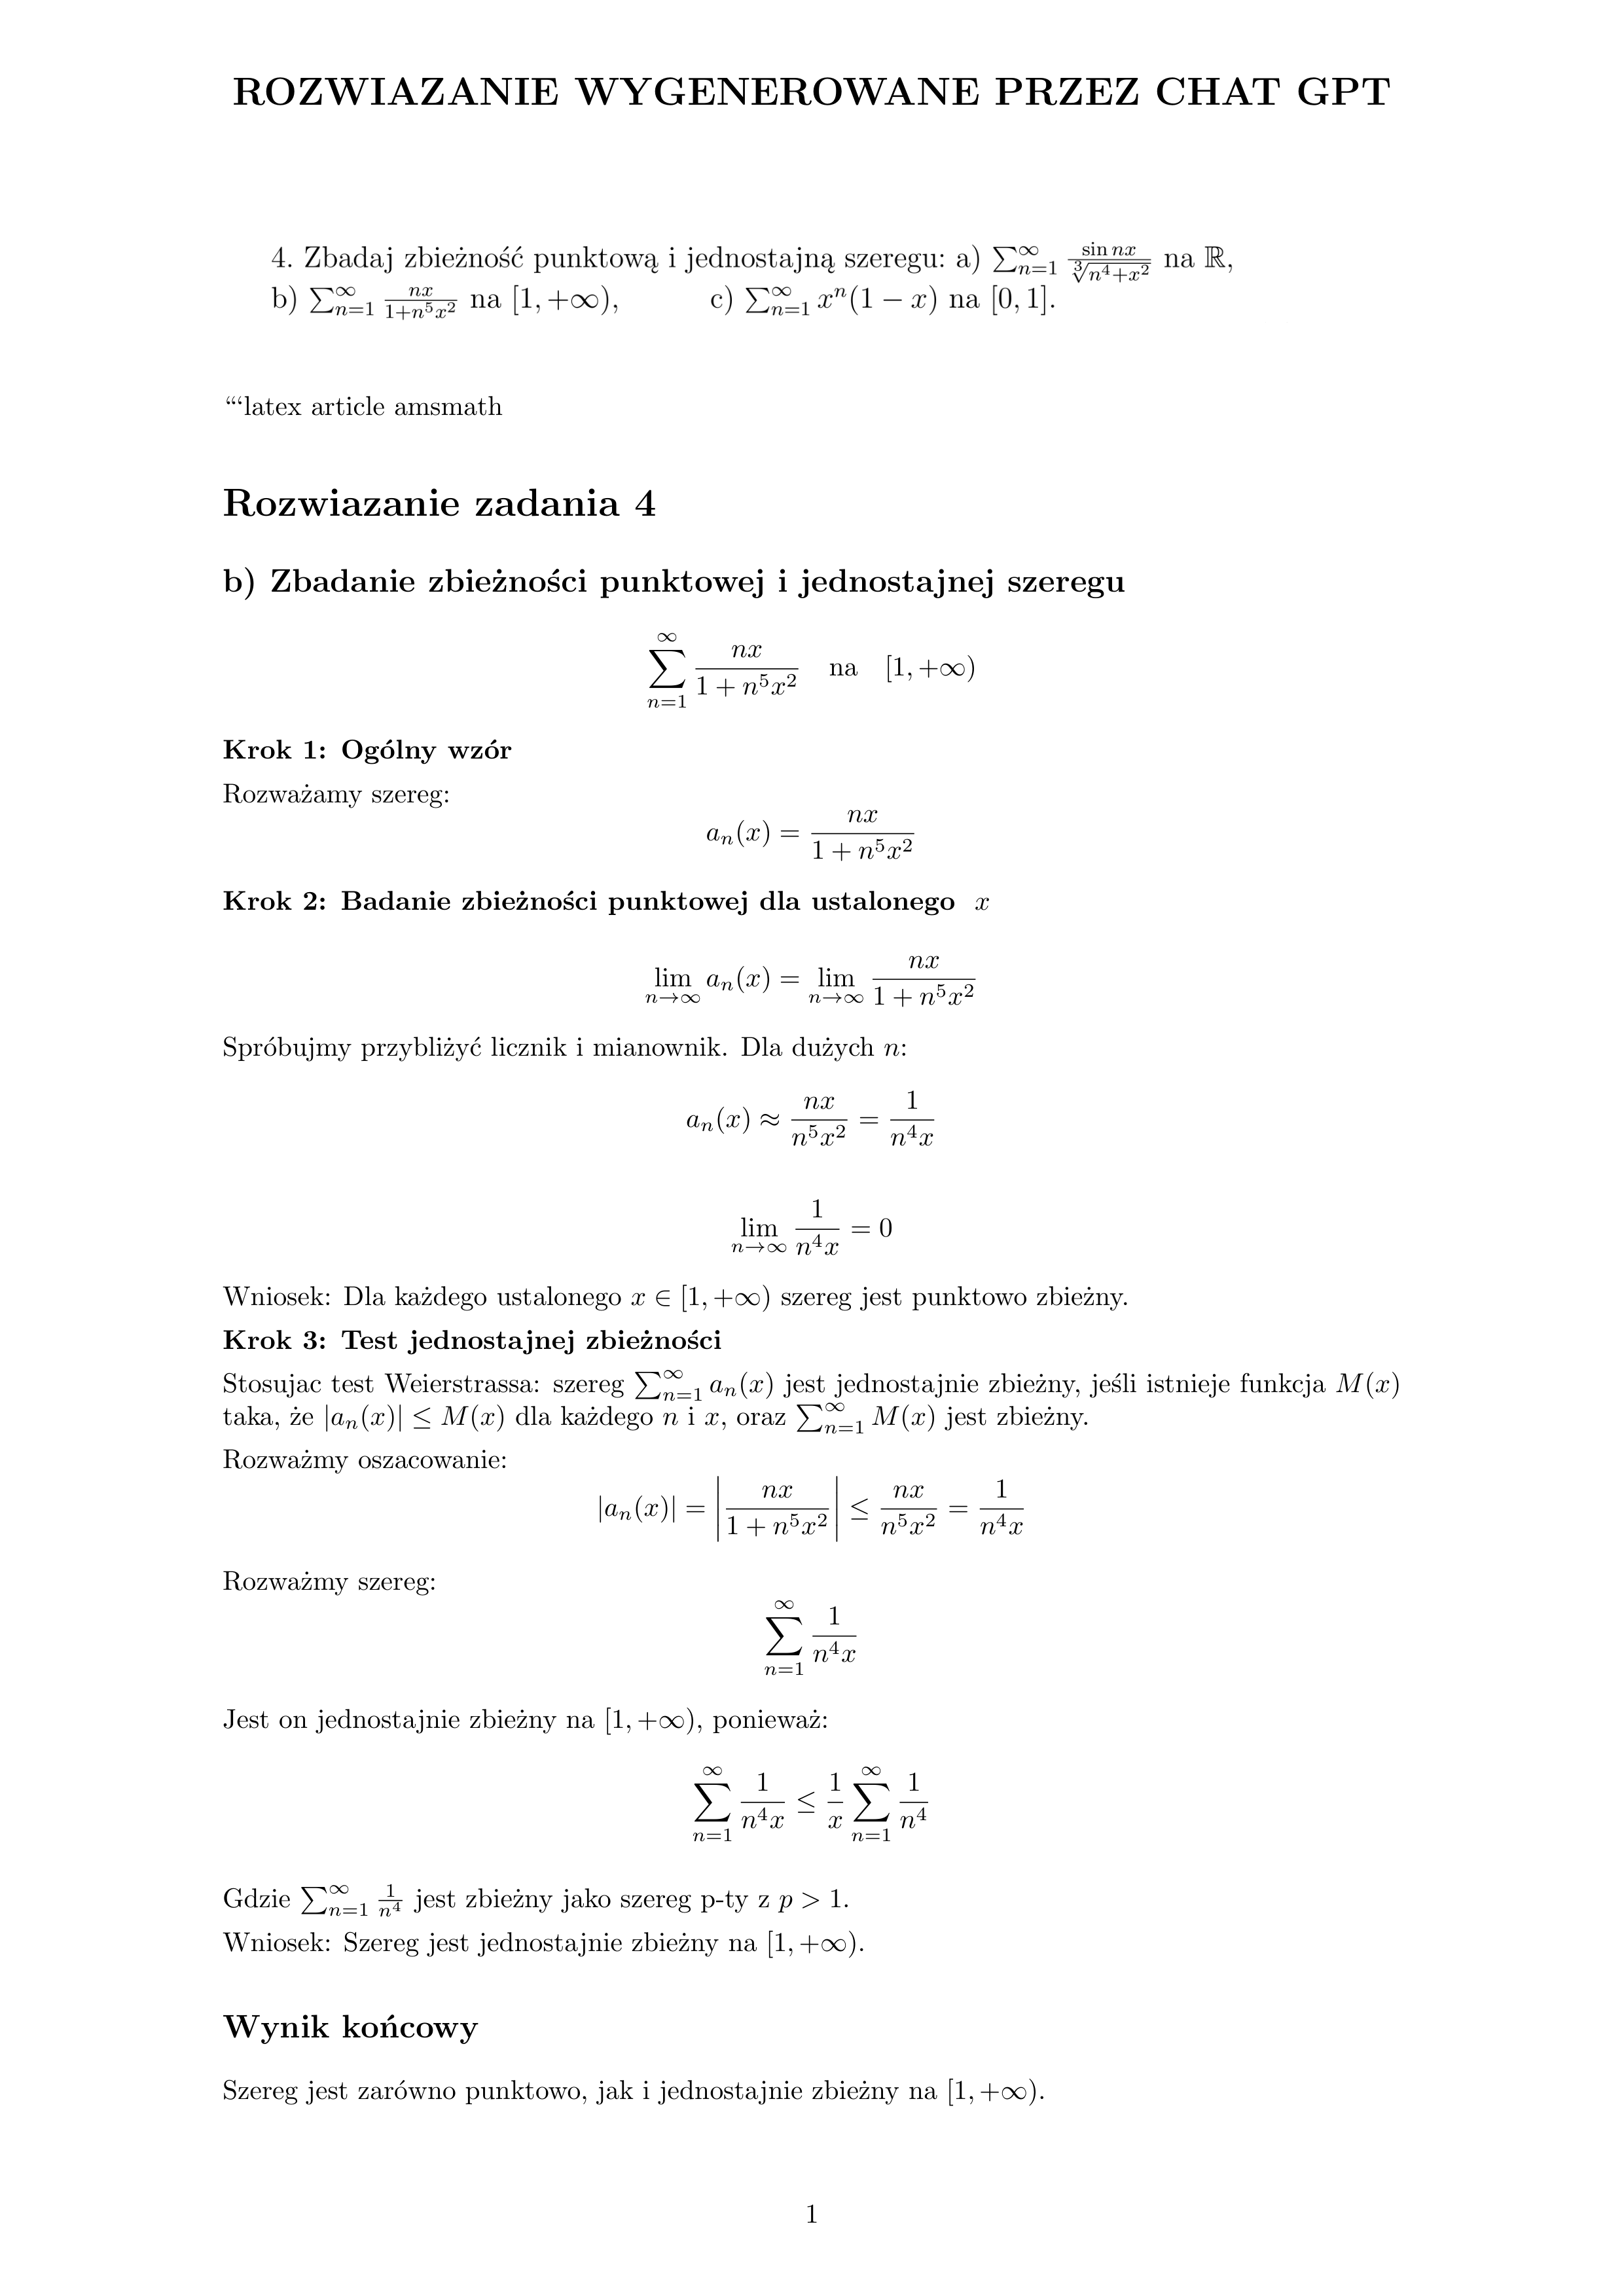 ROZWIAZANIE WYGENEROWANE PRZEZ CHAT GPT
4. Zbadaj zbieżność punktową i jednostajną szeregu: a) $\sum_{n=1}^{\infty} \frac{\sin nx}{\sqrt[3]{n^4+x^2}}$ na $\mathbb{R}$,
b) $\sum_{n=1}^{\infty} \frac{nx}{1+n^5x^2}$ na $[1, +\infty)$, c) $\sum_{n=1}^{\infty} x^n(1-x)$ na $[0, 1]$.
“‘latex article amsmath
Rozwiazanie zadania 4
b) Zbadanie zbieżności punktowej i jednostajnej szeregu
$\sum_{n=1}^{\infty} \frac{nx}{1+n^5x^2}$ na $[1, +\infty)$
Krok 1: Ogólny wzór
Rozważamy szereg:
$a_n(x) = \frac{nx}{1+n^5x^2}$
Krok 2: Badanie zbieżności punktowej dla ustalonego $x$
$\lim_{n\to\infty} a_n(x) = \lim_{n\to\infty} \frac{nx}{1+n^5x^2}$
Spróbujmy przybliżyć licznik i mianownik. Dla dużych $n$:
$a_n(x) \approx \frac{nx}{n^5x^2} = \frac{1}{n^4x}$
$\lim_{n\to\infty} \frac{1}{n^4x} = 0$
Wniosek: Dla każdego ustalonego $x \in [1, +\infty)$ szereg jest punktowo zbieżny.
Krok 3: Test jednostajnej zbieżności
Stosujac test Weierstrassa: szereg $\sum_{n=1}^{\infty} a_n(x)$ jest jednostajnie zbieżny, jeśli istnieje funkcja $M(x)$
taka, że $|a_n(x)| \leq M(x)$ dla każdego $n$ i $x$, oraz $\sum_{n=1}^{\infty} M(x)$ jest zbieżny.
Rozważmy oszacowanie:
$|a_n(x)| = \left|\frac{nx}{1+n^5x^2}\right| \leq \frac{nx}{n^5x^2} = \frac{1}{n^4x}$
Rozważmy szereg:
$\sum_{n=1}^{\infty} \frac{1}{n^4x}$
Jest on jednostajnie zbieżny na $[1, +\infty)$, ponieważ:
$\sum_{n=1}^{\infty} \frac{1}{n^4x} \leq \frac{1}{x} \sum_{n=1}^{\infty} \frac{1}{n^4}$
Gdzie $\sum_{n=1}^{\infty} \frac{1}{n^4}$ jest zbieżny jako szereg p-ty z $p > 1$.
Wniosek: Szereg jest jednostajnie zbieżny na $[1, +\infty)$.
Wynik końcowy
Szereg jest zarówno punktowo, jak i jednostajnie zbieżny na $[1, +\infty)$.
1